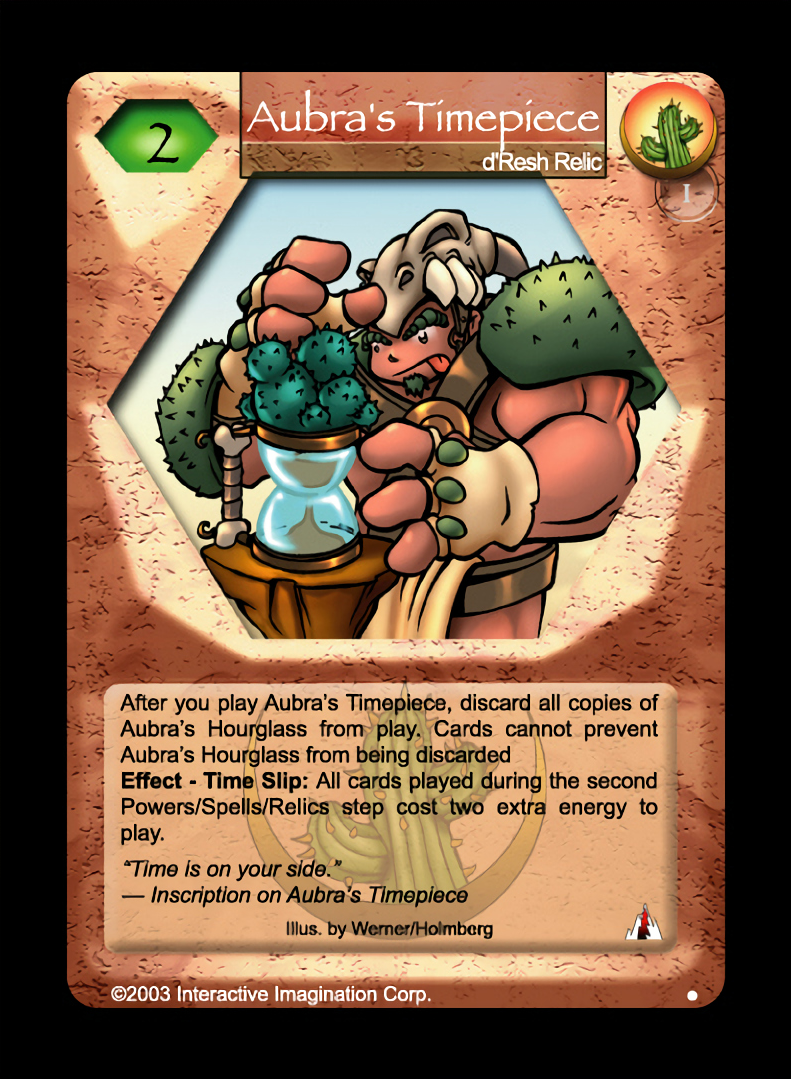 2
Aubra's Timepiece
d'Resh Relic
I
After you play Aubra's Timepiece, discard all copies of
Aubra's Hourglass from play. Cards cannot prevent
Aubra's Hourglass from being discarded
Effect - Time Slip: All cards played during the second
Powers/Spells/Relics step cost two extra energy to
play.
“Time is on your side.”
— Inscription on Aubra's Timepiece
Illus. by Werner/Holmberg
©2003 Interactive Imagination Corp.